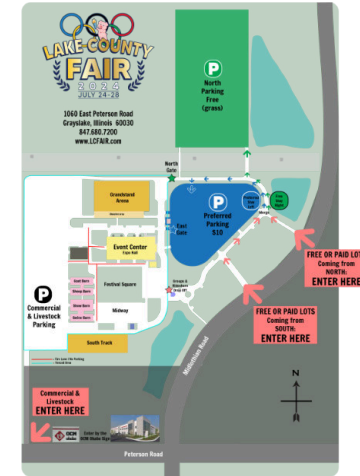 LAKE COUNTY
FAIR
2024
JULY 24-28
1060 East Peterson Road
Grayslake, Illinois 60030
847.680.7200
www.LCFAIR.com
P
North
Parking
Free
(grass)
North
Gate
Grandstand
Arena
P
Preferred
Parking
$10
East
Gate
Event Center
Expo Hall
Festival Square
Midway
South Track
P
Commercial
& Livestock
Parking
FREE OR PAID LOTS
Coming from
NORTH:
ENTER HERE
FREE OR PAID LOTS
Coming from
SOUTH:
ENTER HERE
Midlothian Road
N
Commercial &
Livestock
ENTER HERE
Peterson Road